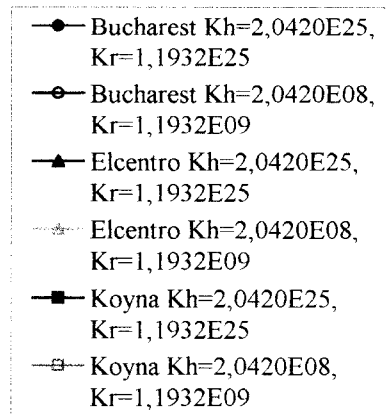 Bucharest Kh=2,0420E25,
Kr=1,1932E25
Bucharest Kh=2,0420E08,
Kr=1,1932E09
Elcentro Kh=2,0420E25,
Kr=1,1932E25
Elcentro Kh=2,0420E08,
Kr=1,1932E09
Koyna Kh=2,0420E25,
Kr=1,1932E25
Koyna Kh=2,0420E08,
Kr=1,1932E09